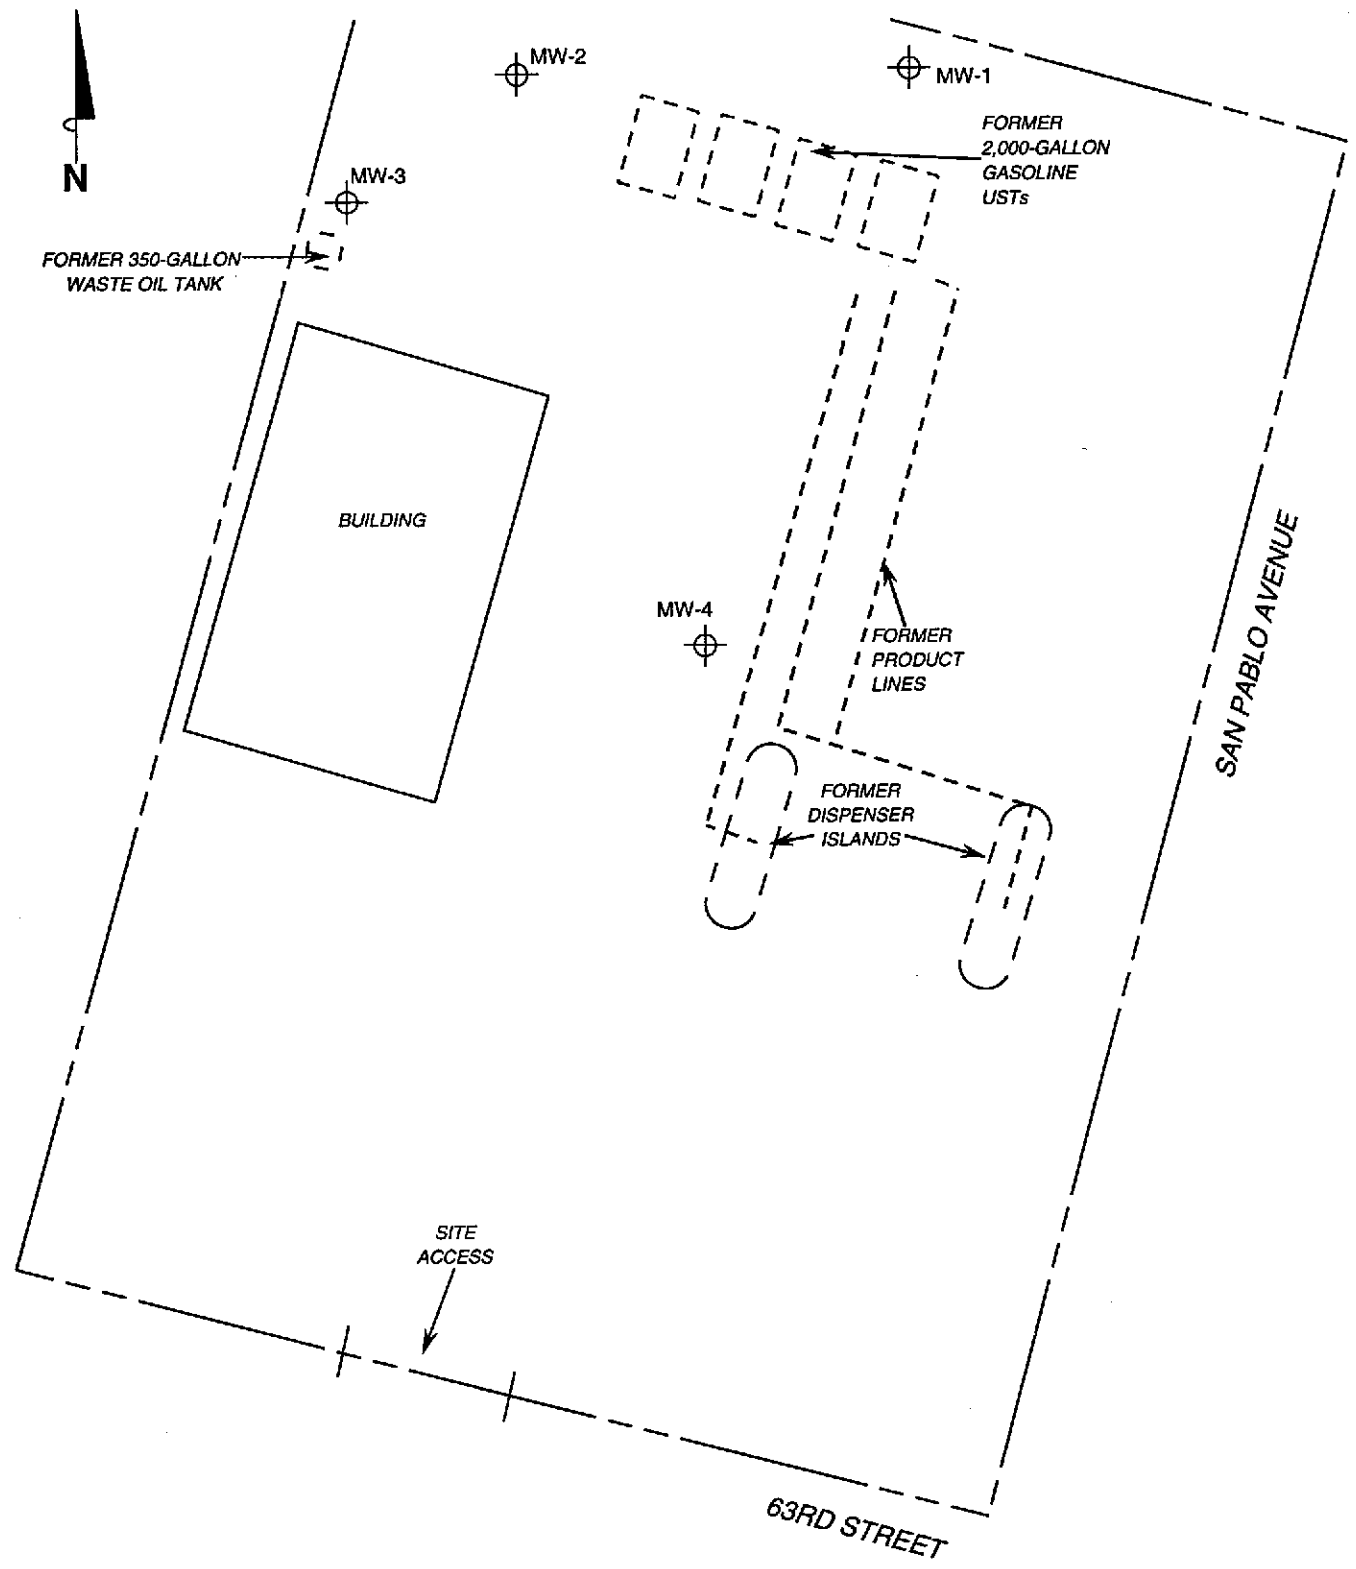 MW-2
MW-1
FORMER
2,000-GALLON
GASOLINE
USTs
N
MW-3
FORMER 350-GALLON
WASTE OIL TANK
BUILDING
MW-4
FORMER
PRODUCT
LINES
SAN PABLO AVENUE
FORMER
DISPENSER
ISLANDS
SITE
ACCESS
63RD STREET